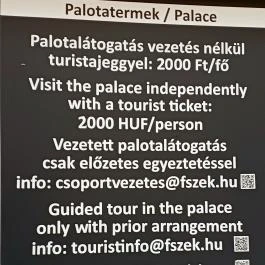 Palotatermek / Palace
Palotalátogatás vezetés nélkül
turistajeggyel: 2000 Ft/fő
Visit the palace independently
with a tourist ticket:
2000 HUF/person
Vezetett palotalátogatás
csak előzetes egyeztetéssel
info: csoportvezetes@fszek.hu
Guided tour in the palace
only with prior arrangement
info: touristinfo@fszek.hu